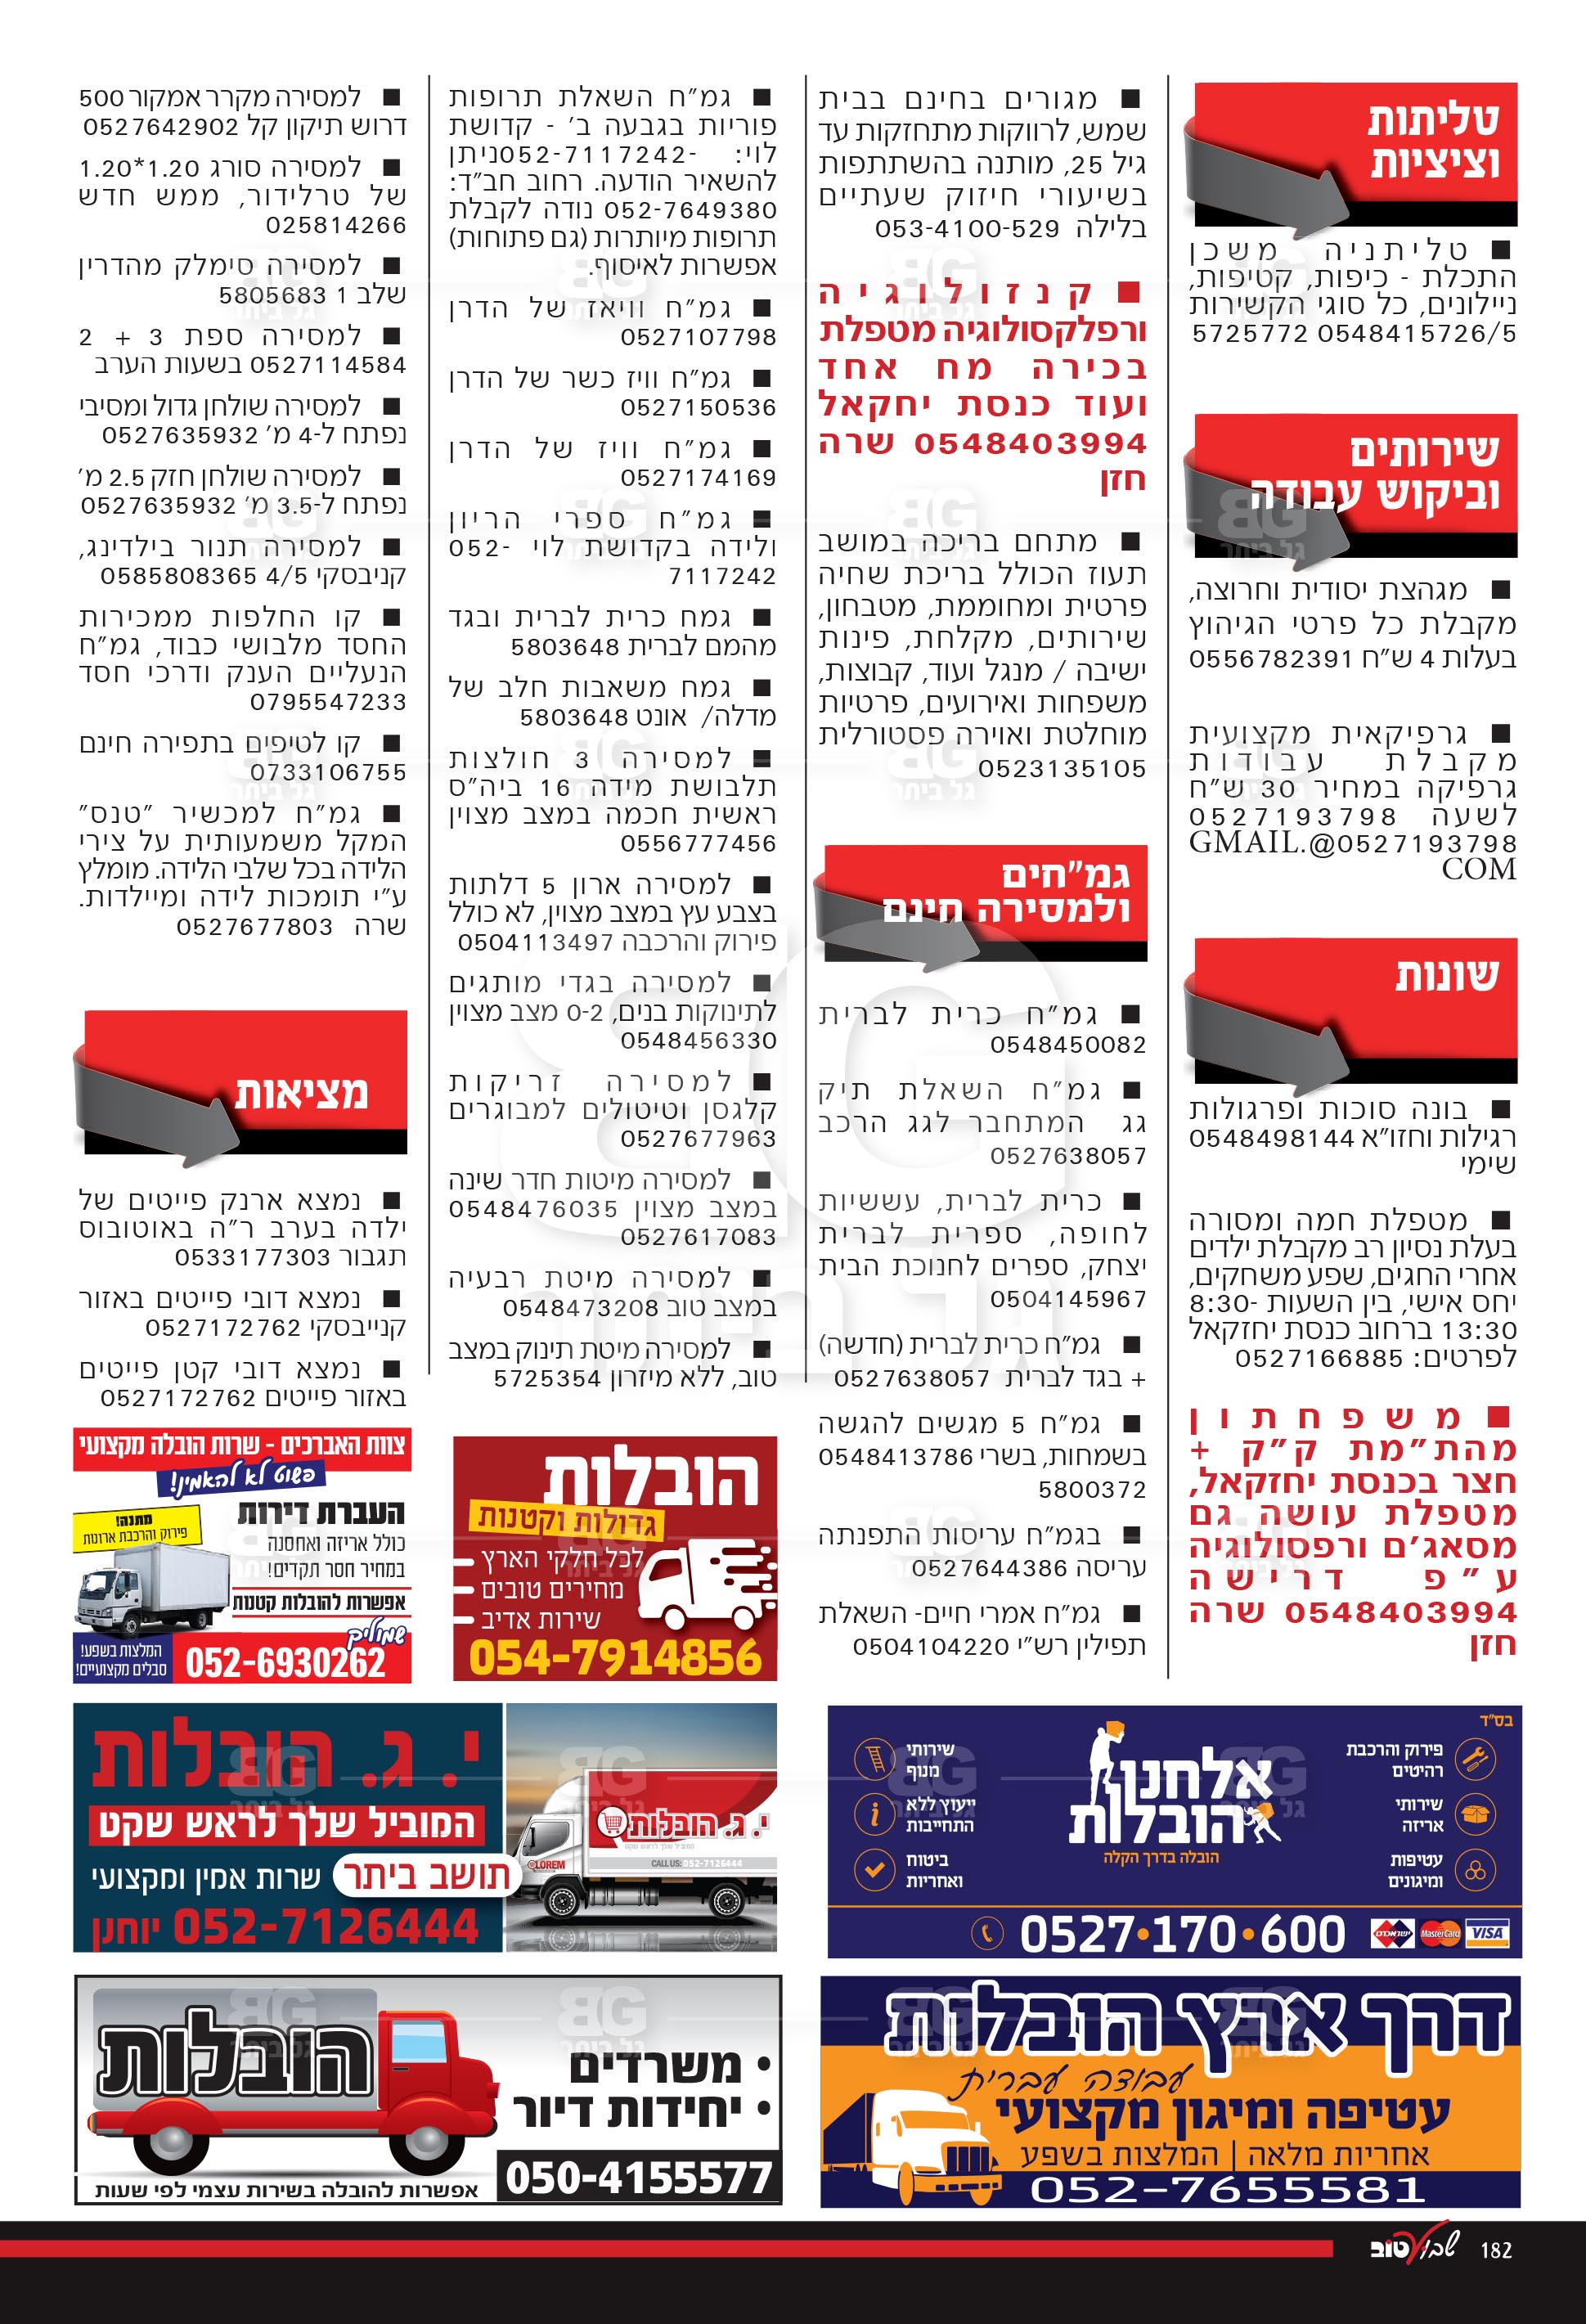 טליתות
וציציות
■ טליתניה משכן
התכלת - כיפות, קטיפות,
ניילונים, כל סוגי הקשירות
5725772 0548415726/5
שירותים
וביקוש עבודה
■ מגהצת יסודית וחרוצה,
מקבלת כל פרטי הגיהוץ
בעלות 4 ש"ח 0556782391
■ גרפיקאית מקצועית
מקבלת עבודות
גרפיקה במחיר 30 ש"ח
לשעה 0527193798
GMAIL.@0527193798
COM
שונות
■ בונה סוכות ופרגולות
רגילות וחזו"א 0548498144
שימי
■ מטפלת חמה ומסורה
בעלת נסיון רב מקבלת ילדים
אחרי החגים, שפע משחקים,
יחס אישי, בין השעות 8:30-
13:30 ברחוב כנסת יחזקאל
לפרטים: 0527166885
■ משפחתון
מהת"מת ק"ק +
חצר בכנסת יחזקאל,
מטפלת עושה גם
מסאג'ם ורפסולוגיה
ע"פ דרישה
0548403994 שרה
חזן
■ מגורים בחינם בבית
שמש, לרווקות מתחזקות עד
גיל 25, מותנה בהשתתפות
בשיעורי חיזוק שעתיים
בלילה 053-4100-529
■ קנזולוגיה
ורפלקסולוגיה מטפלת
בכירה מח אחד
ועוד כנסת יחקאל
0548403994 שרה
חזן
■ מתחם בריכה במושב
תעוז הכולל בריכת שחיה
פרטית ומחוממת, מטבחון,
שירותים, מקלחת, פינות
ישיבה / מנגל ועוד, קבוצות,
משפחות ואירועים, פרטיות
מוחלטת ואוירה פסטורלית
0523135105
גמ"חים
ולמסירה חינם
■ גמ"ח כרית לברית
0548450082
■ גמ"ח השאלת תיק
גג המתחבר לגג הרכב
0527638057
■ כרית לברית, עששיות
לחופה, ספרית לברית
יצחק, ספרים לחנוכת הבית
0504145967
■ גמ"ח כרית לברית (חדשה)
+ בגד לברית 0527638057
■ גמ"ח 5 מגשים להגשה
בשמחות, בשרי 0548413786
5800372
■ בגמ"ח עריסות התפנתה
עריסה 0527644386
■ גמ"ח אמרי חיים- השאלת
תפילין רש"י 0504104220
■ גמ"ח השאלת תרופות
פוריות בגבעה ב' - קדושת
לוי: 052-7117242-ניתן
להשאיר הודעה. רחוב חב"ד:
052-7649380 נודה לקבלת
תרופות מיותרות (גם פתוחות)
אפשרות לאיסוף.
■ גמ"ח וויאז של הדרן
0527107798
■ גמ"ח וויז כשר של הדרן
0527150536
■ גמ"ח וויז של הדרן
0527174169
■ גמ"ח ספרי הריון
ולידה בקדושת לוי 052-
7117242
■ גמח כרית לברית ובגד
מהמם לברית 5803648
■ גמח משאבות חלב של
מדלה/ אונט 5803648
■ למסירה 3 חולצות
תלבושת מידה 16 ביה"ס
ראשית חכמה במצב מצוין
0556777456
■ למסירה ארון 5 דלתות
בצבע עץ במצב מצוין, לא כולל
פירוק והרכבה 0504113497
■ למסירה בגדי מותגים
לתינוקות בנים, 0-2 מצב מצוין
0548456330
■ למסירה זריקות
קלגסן וטיטולים למבוגרים
0527677963
■ למסירה מיטות חדר שינה
במצב מצוין 0548476035
0527617083
■ למסירה מיטת רבעיה
במצב טוב 0548473208
■ למסירה מיטת תינוק במצב
טוב, ללא מיזרון 5725354
■ למסירה מקרר אמקור 500
דרוש תיקון קל 0527642902
■ למסירה סורג 1.20*1.20
של טרלידור, ממש חדש
025814266
■ למסירה סימלק מהדרין
שלב 1 5805683
■ למסירה ספת 3 + 2
0527114584 בשעות הערב
■ למסירה שולחן גדול ומסיבי
נפתח ל-4 מ' 0527635932
■ למסירה שולחן חזק 2.5 מ'
נפתח ל-3.5 מ' 0527635932
■ למסירה תנור בילדינג,
קניבסקי 4/5 0585808365
■ קו החלפות ממכירות
החסד מלבושי כבוד, גמ"ח
הנעליים הענק ודרכי חסד
0795547233
■ קו לטיפים בתפירה חינם
0733106755
■ גמ"ח למכשיר "טנס"
המקל משמעותית על צירי
הלידה בכל שלבי הלידה. מומלץ
ע"י תומכות לידה ומיילדות.
שרה 0527677803
מציאות
■ נמצא ארנק פייטים של
ילדה בערב ר"ה באוטובוס
תגבור 0533177303
■ נמצא דובי פייטים באזור
קנייבסקי 0527172762
■ נמצא דובי קטן פייטים
באזור פייטים 0527172762
הובלות
גדולות וקטנות
לכל חלקי הארץ
מחירים טובים
שירות אדיב
054-7914856
צוות האברכים - שרות הובלה מקצועי
פשוט לא להאמין!
העברת דירות
כולל אריזה ואחסנה
במחיר חסר תקדים!
אפשרות להובלות קטנות
מתנה!
פירוק והרכבת ארונות
שמוליק
052-6930262
המלצות בשפע!
סבלים מקצועיים!
בס"ד
אלחנן
הובלות
הובלה בדרך הקלה
פירוק והרכבת
רהיטים
שירותי
אריזה
עטיפות
ומיגונים
שירותי
מנוף
ייעוץ ללא
התחייבות
ביטוח
ואחריות
0527•170•600
ישראכרט MasterCard VISA
י. ג. הובלות
המוביל שלך לראש שקט
תושב ביתר שרות אמין ומקצועי
052-7126444 יוחנן
י. ג. הובלות
המוביל שלך לראש שקט
CALL US: 052-7126444
LOREM
דרך ארץ הובלות
עבודה עברית
עטיפה ומיגון מקצועי
אחריות מלאה | המלצות בשפע
052-7655581
הובלות
• משרדים
• יחידות דיור
050-4155577
אפשרות להובלה בשירות עצמי לפי שעות
182 שבוע טוב
BG
גל ביתר